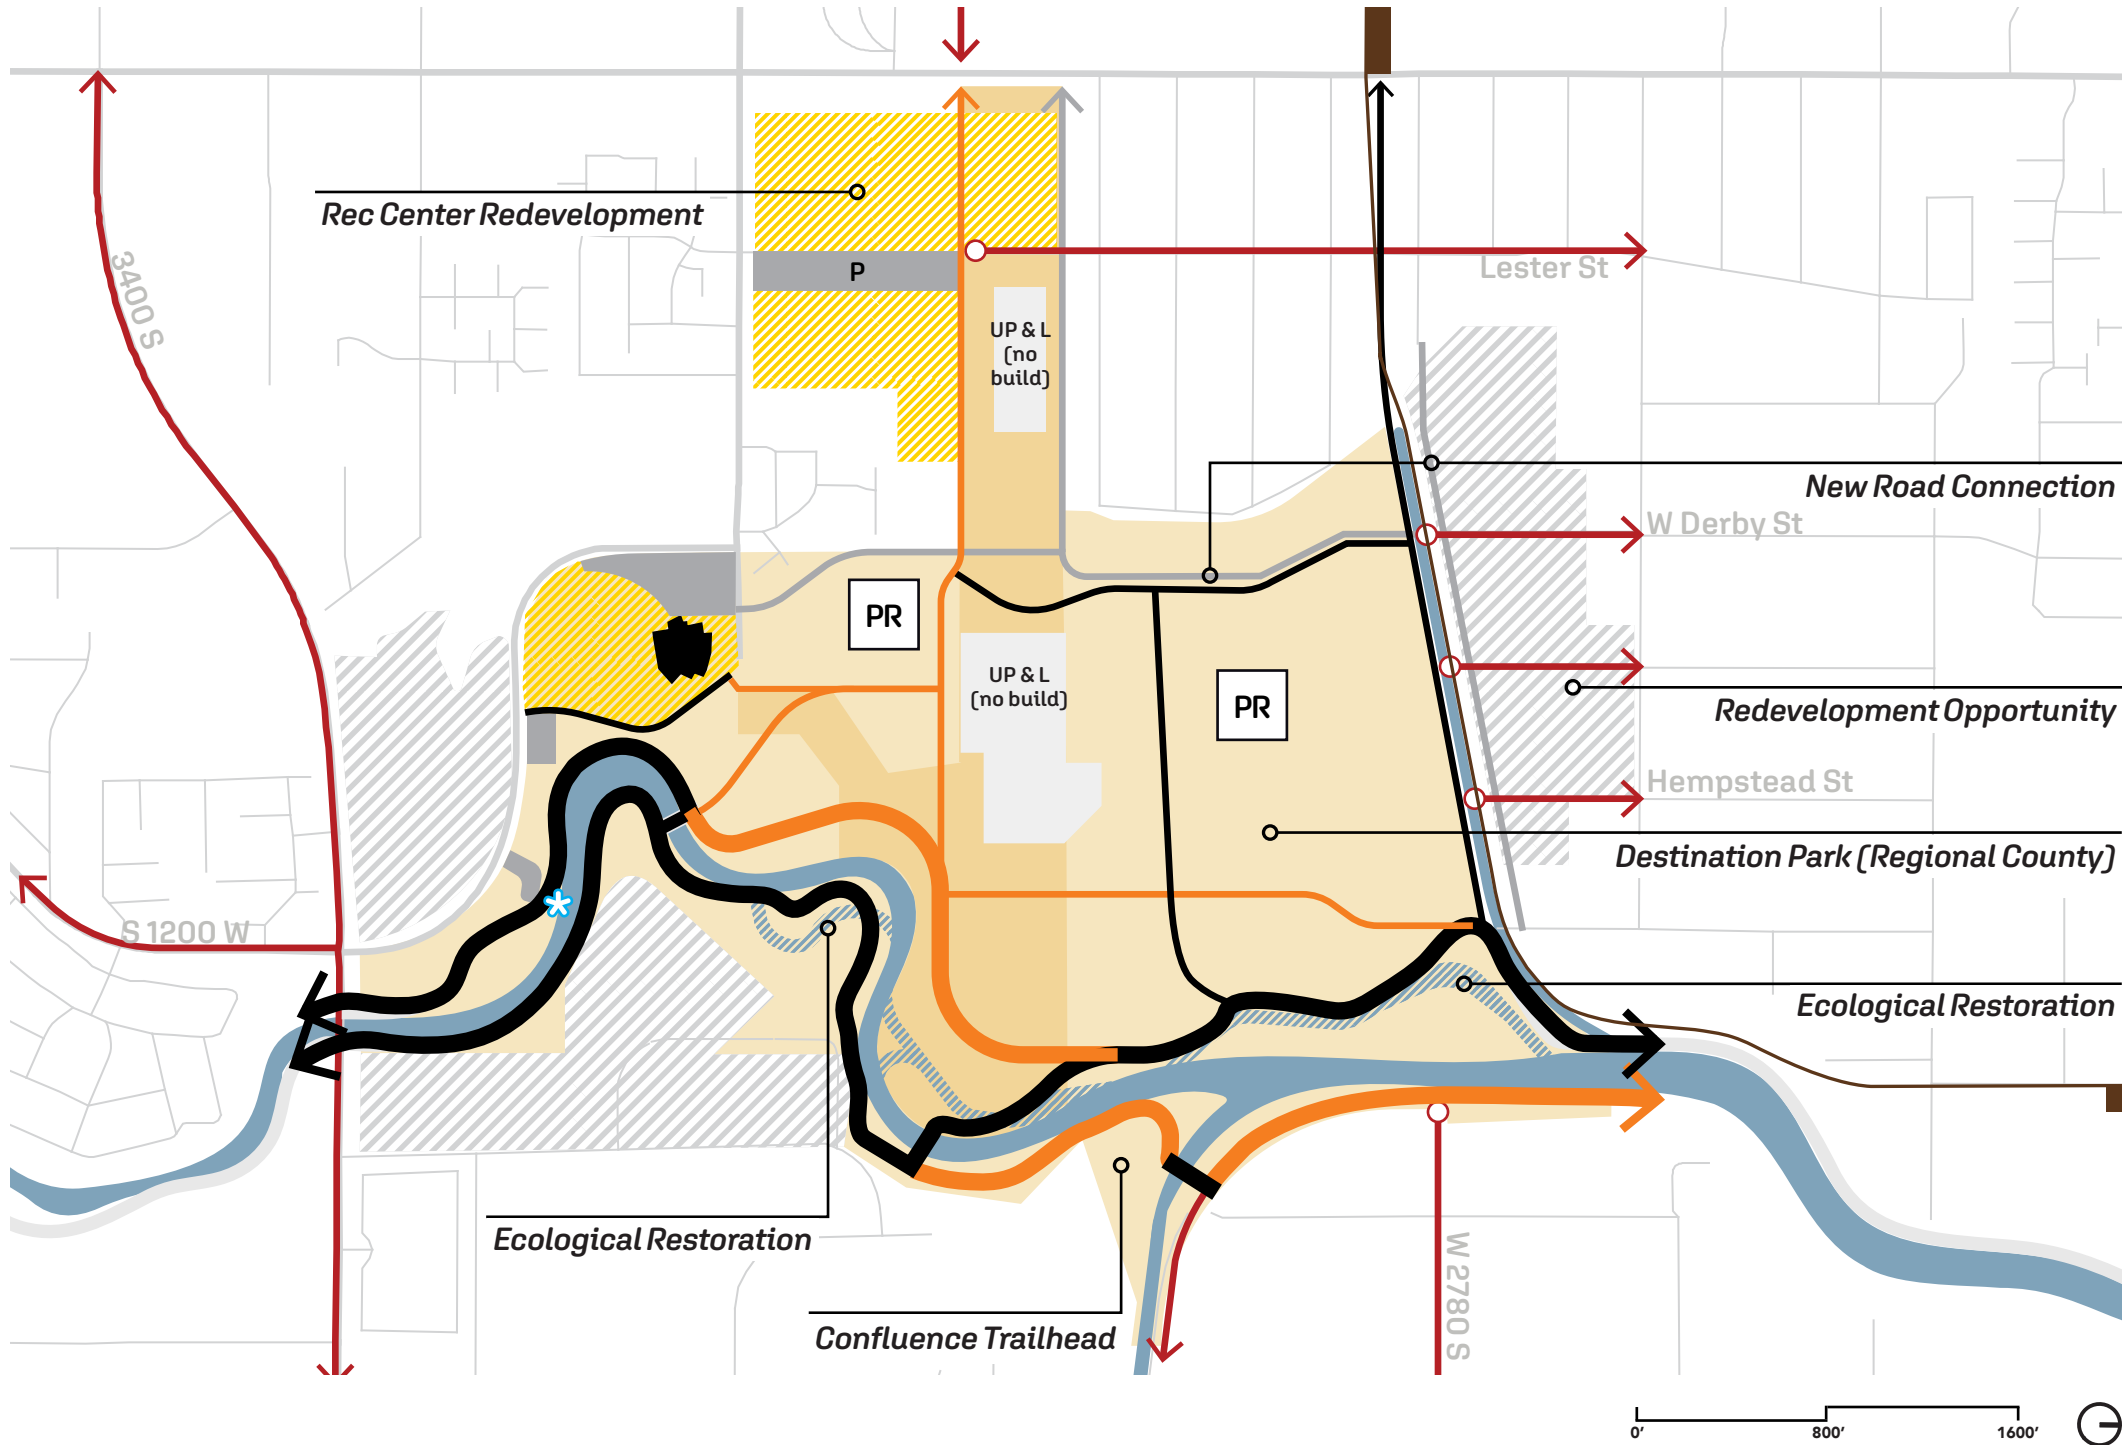 Rec Center Redevelopment
P
3400 S
Lester St
UP & L
(no
build)
New Road Connection
W Derby St
PR
UP & L
(no build)
PR
Redevelopment Opportunity
Hempstead St
Destination Park (Regional County)
S 1200 W
Ecological Restoration
Ecological Restoration
W 2780 S
Confluence Trailhead
0' 800' 1600'